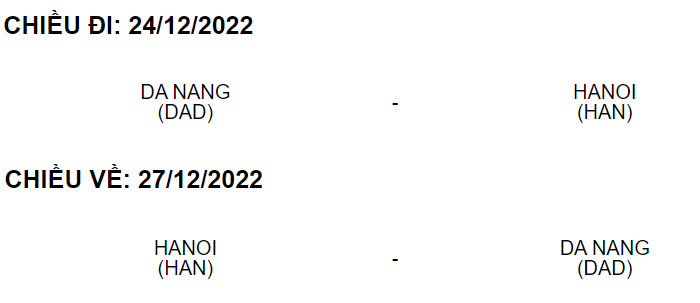 CHIỀU ĐI: 24/12/2022
DA NANG - HANOI
(DAD) (HAN)
CHIỀU VỀ: 27/12/2022
HANOI - DA NANG
(HAN) (DAD)